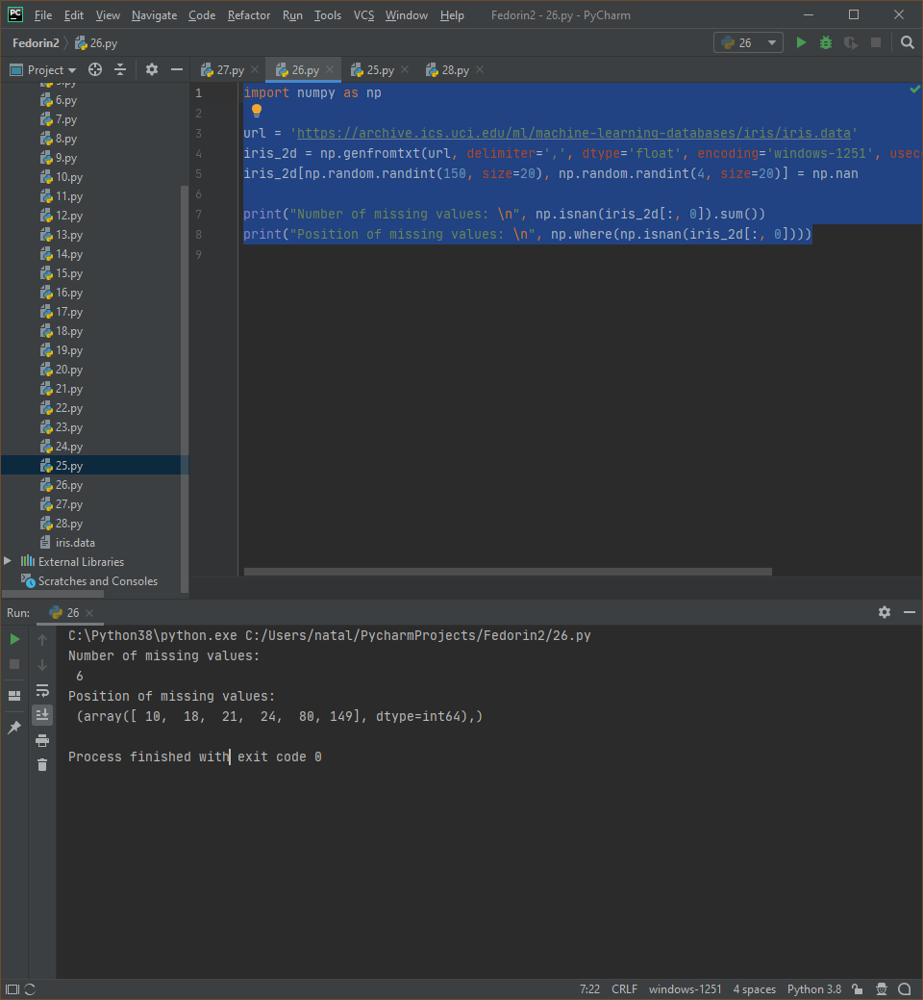 PC File Edit View Navigate Code Refactor Run Tools VCS Window Help Fedorin2 - 26.py - PyCharm
Fedorin2 26.py 26
Project 27.py 26.py 25.py 28.py
6.py
7.py
8.py
9.py
10.py
11.py
12.py
13.py
14.py
15.py
16.py
17.py
18.py
19.py
20.py
21.py
22.py
23.py
24.py
25.py
26.py
27.py
28.py
iris.data
External Libraries
Scratches and Consoles
1 import numpy as np
2
3 url = 'https://archive.ics.uci.edu/ml/machine-learning-databases/iris/iris.data'
4 iris_2d = np.genfromtxt(url, delimiter=',', dtype='float', encoding='windows-1251', useco
5 iris_2d[np.random.randint(150, size=20), np.random.randint(4, size=20)] = np.nan
6
7 print("Number of missing values: \n", np.isnan(iris_2d[:, 0]).sum())
8 print("Position of missing values: \n", np.where(np.isnan(iris_2d[:, 0])))
9
Run: 26
C:\Python38\python.exe C:/Users/natal/PycharmProjects/Fedorin2/26.py
Number of missing values:
6
Position of missing values:
(array([ 10, 18, 21, 24, 80, 149], dtype=int64),)
Process finished with exit code 0
7:22 CRLF windows-1251 4 spaces Python 3.8